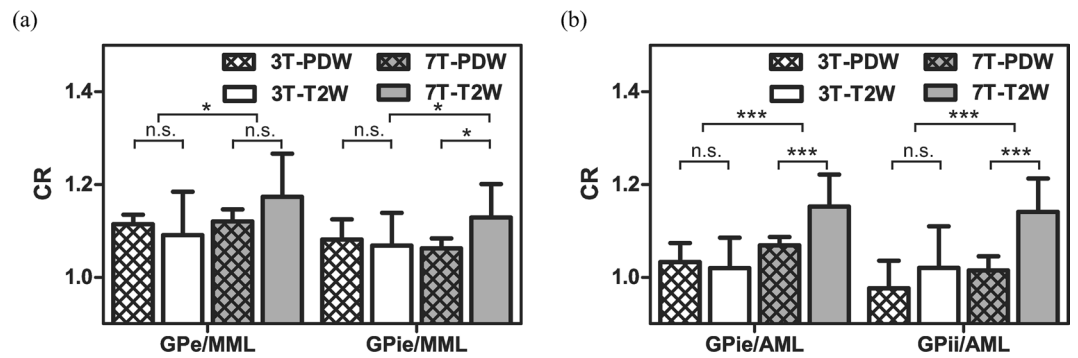 (a)
3T-PDW 7T-PDW
3T-T2W 7T-T2W
1.4
1.2
1.0
CR
* *
n.s. n.s. n.s. *
GPe/MML GPie/MML
(b)
3T-PDW 7T-PDW
3T-T2W 7T-T2W
1.4
1.2
1.0
CR
*** ***
n.s. *** n.s. ***
GPie/AML GPii/AML